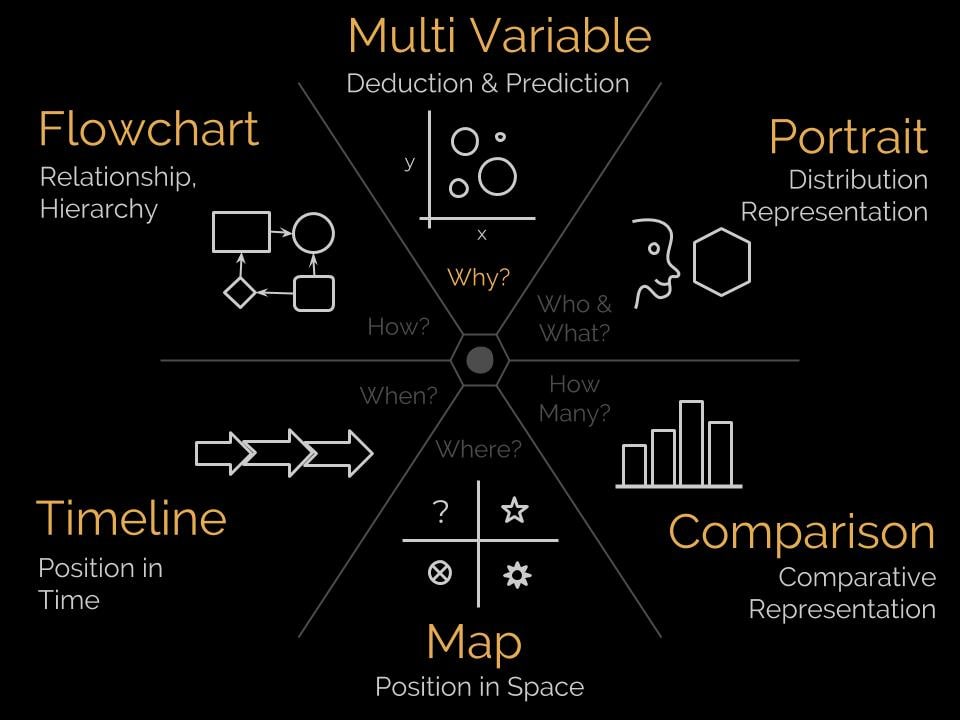 Multi Variable
Deduction & Prediction
y
x
Why?
Portrait
Distribution
Representation
Who &
What?
How
Many?
Comparison
Comparative
Representation
Where?
?
Map
Position in Space
When?
Timeline
Position in
Time
Flowchart
Relationship,
Hierarchy
How?